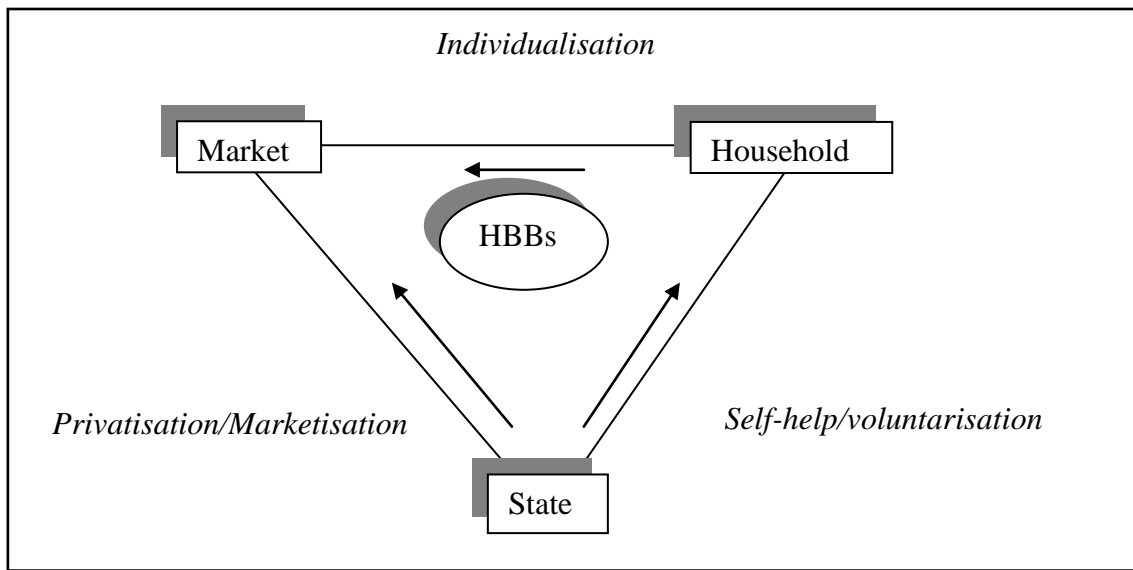 Individualisation
Market
Household
HBBs
Privatisation/Marketisation
Self-help/voluntarisation
State